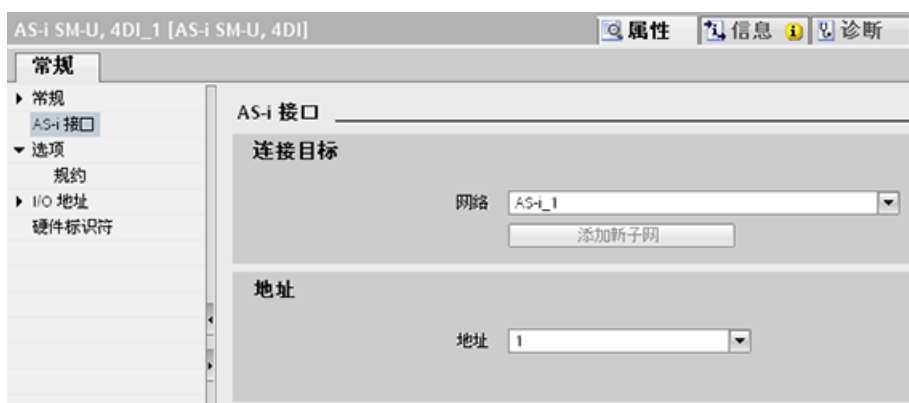 AS-i SM-U, 4DI_1 [AS-i SM-U, 4DI]
属性
信息
诊断
常规
常规
AS-i 接口
选项
规约
I/O 地址
硬件标识符
AS-i 接口
连接目标
网络 AS-i_1
添加新子网
地址
地址 1